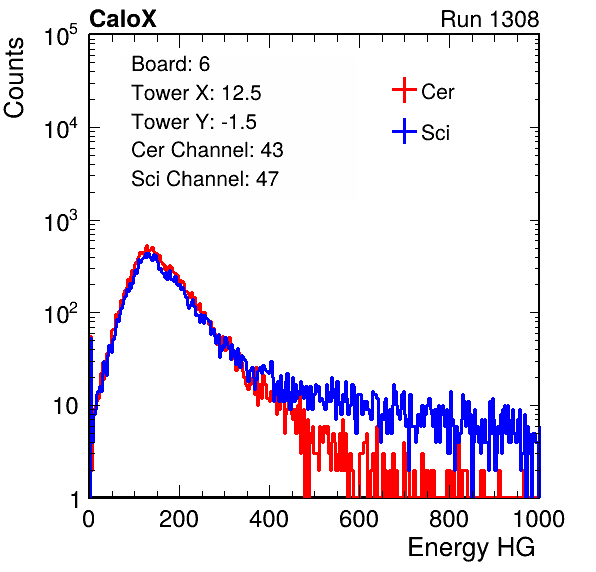 CaloX Run 1308
Counts
Board: 6
Tower X: 12.5
Tower Y: -1.5
Cer Channel: 43
Sci Channel: 47
Cer
Sci
10^5
10^4
10^3
10^2
10
1
0 200 400 600 800 1000
Energy HG